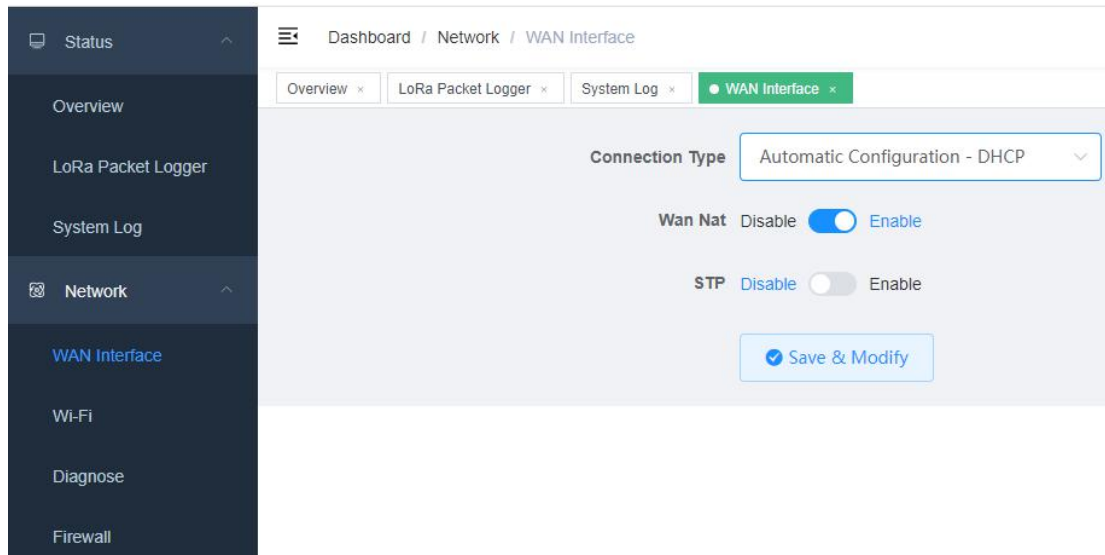 Status
Overview
LoRa Packet Logger
System Log
Network
WAN Interface
Wi-Fi
Diagnose
Firewall
Dashboard / Network / WAN Interface
Overview × LoRa Packet Logger × System Log × WAN Interface ×
Connection Type Automatic Configuration - DHCP
Wan Nat Disable Enable
STP Disable Enable
Save & Modify